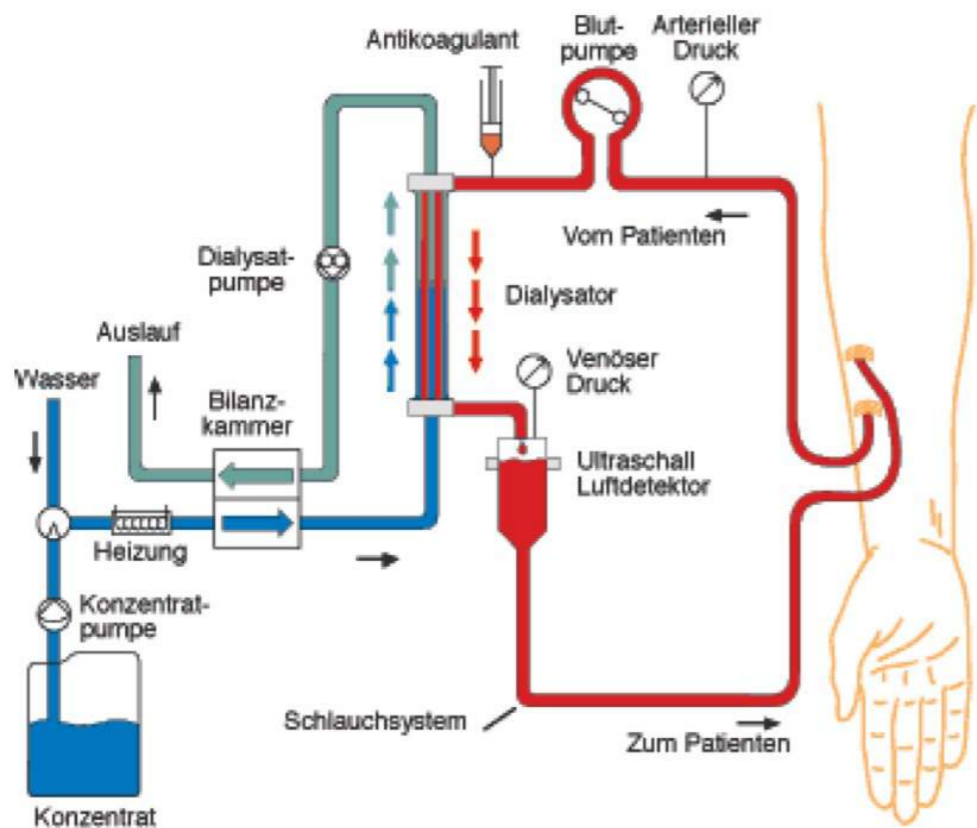 Antikoagulant
Blut-
pumpe
Arterieller
Druck
Vom Patienten
Dialysat-
pumpe
Dialysator
Auslauf
Wasser
Bilanz-
kammer
Venöser
Druck
Ultraschall
Luftdetektor
Heizung
Konzentrat-
pumpe
Schlauchsystem
Zum Patienten
Konzentrat